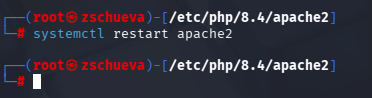 ┌──(root㉿zschueva)-[/etc/php/8.4/apache2]
└─# systemctl restart apache2
┌──(root㉿zschueva)-[/etc/php/8.4/apache2]
└─#